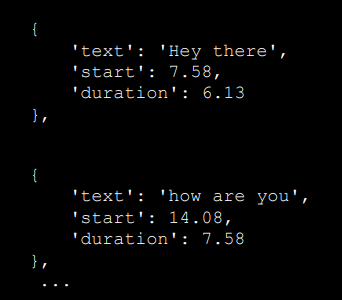 {
    'text': 'Hey there',
    'start': 7.58,
    'duration': 6.13
},
{
    'text': 'how are you',
    'start': 14.08,
    'duration': 7.58
},
...